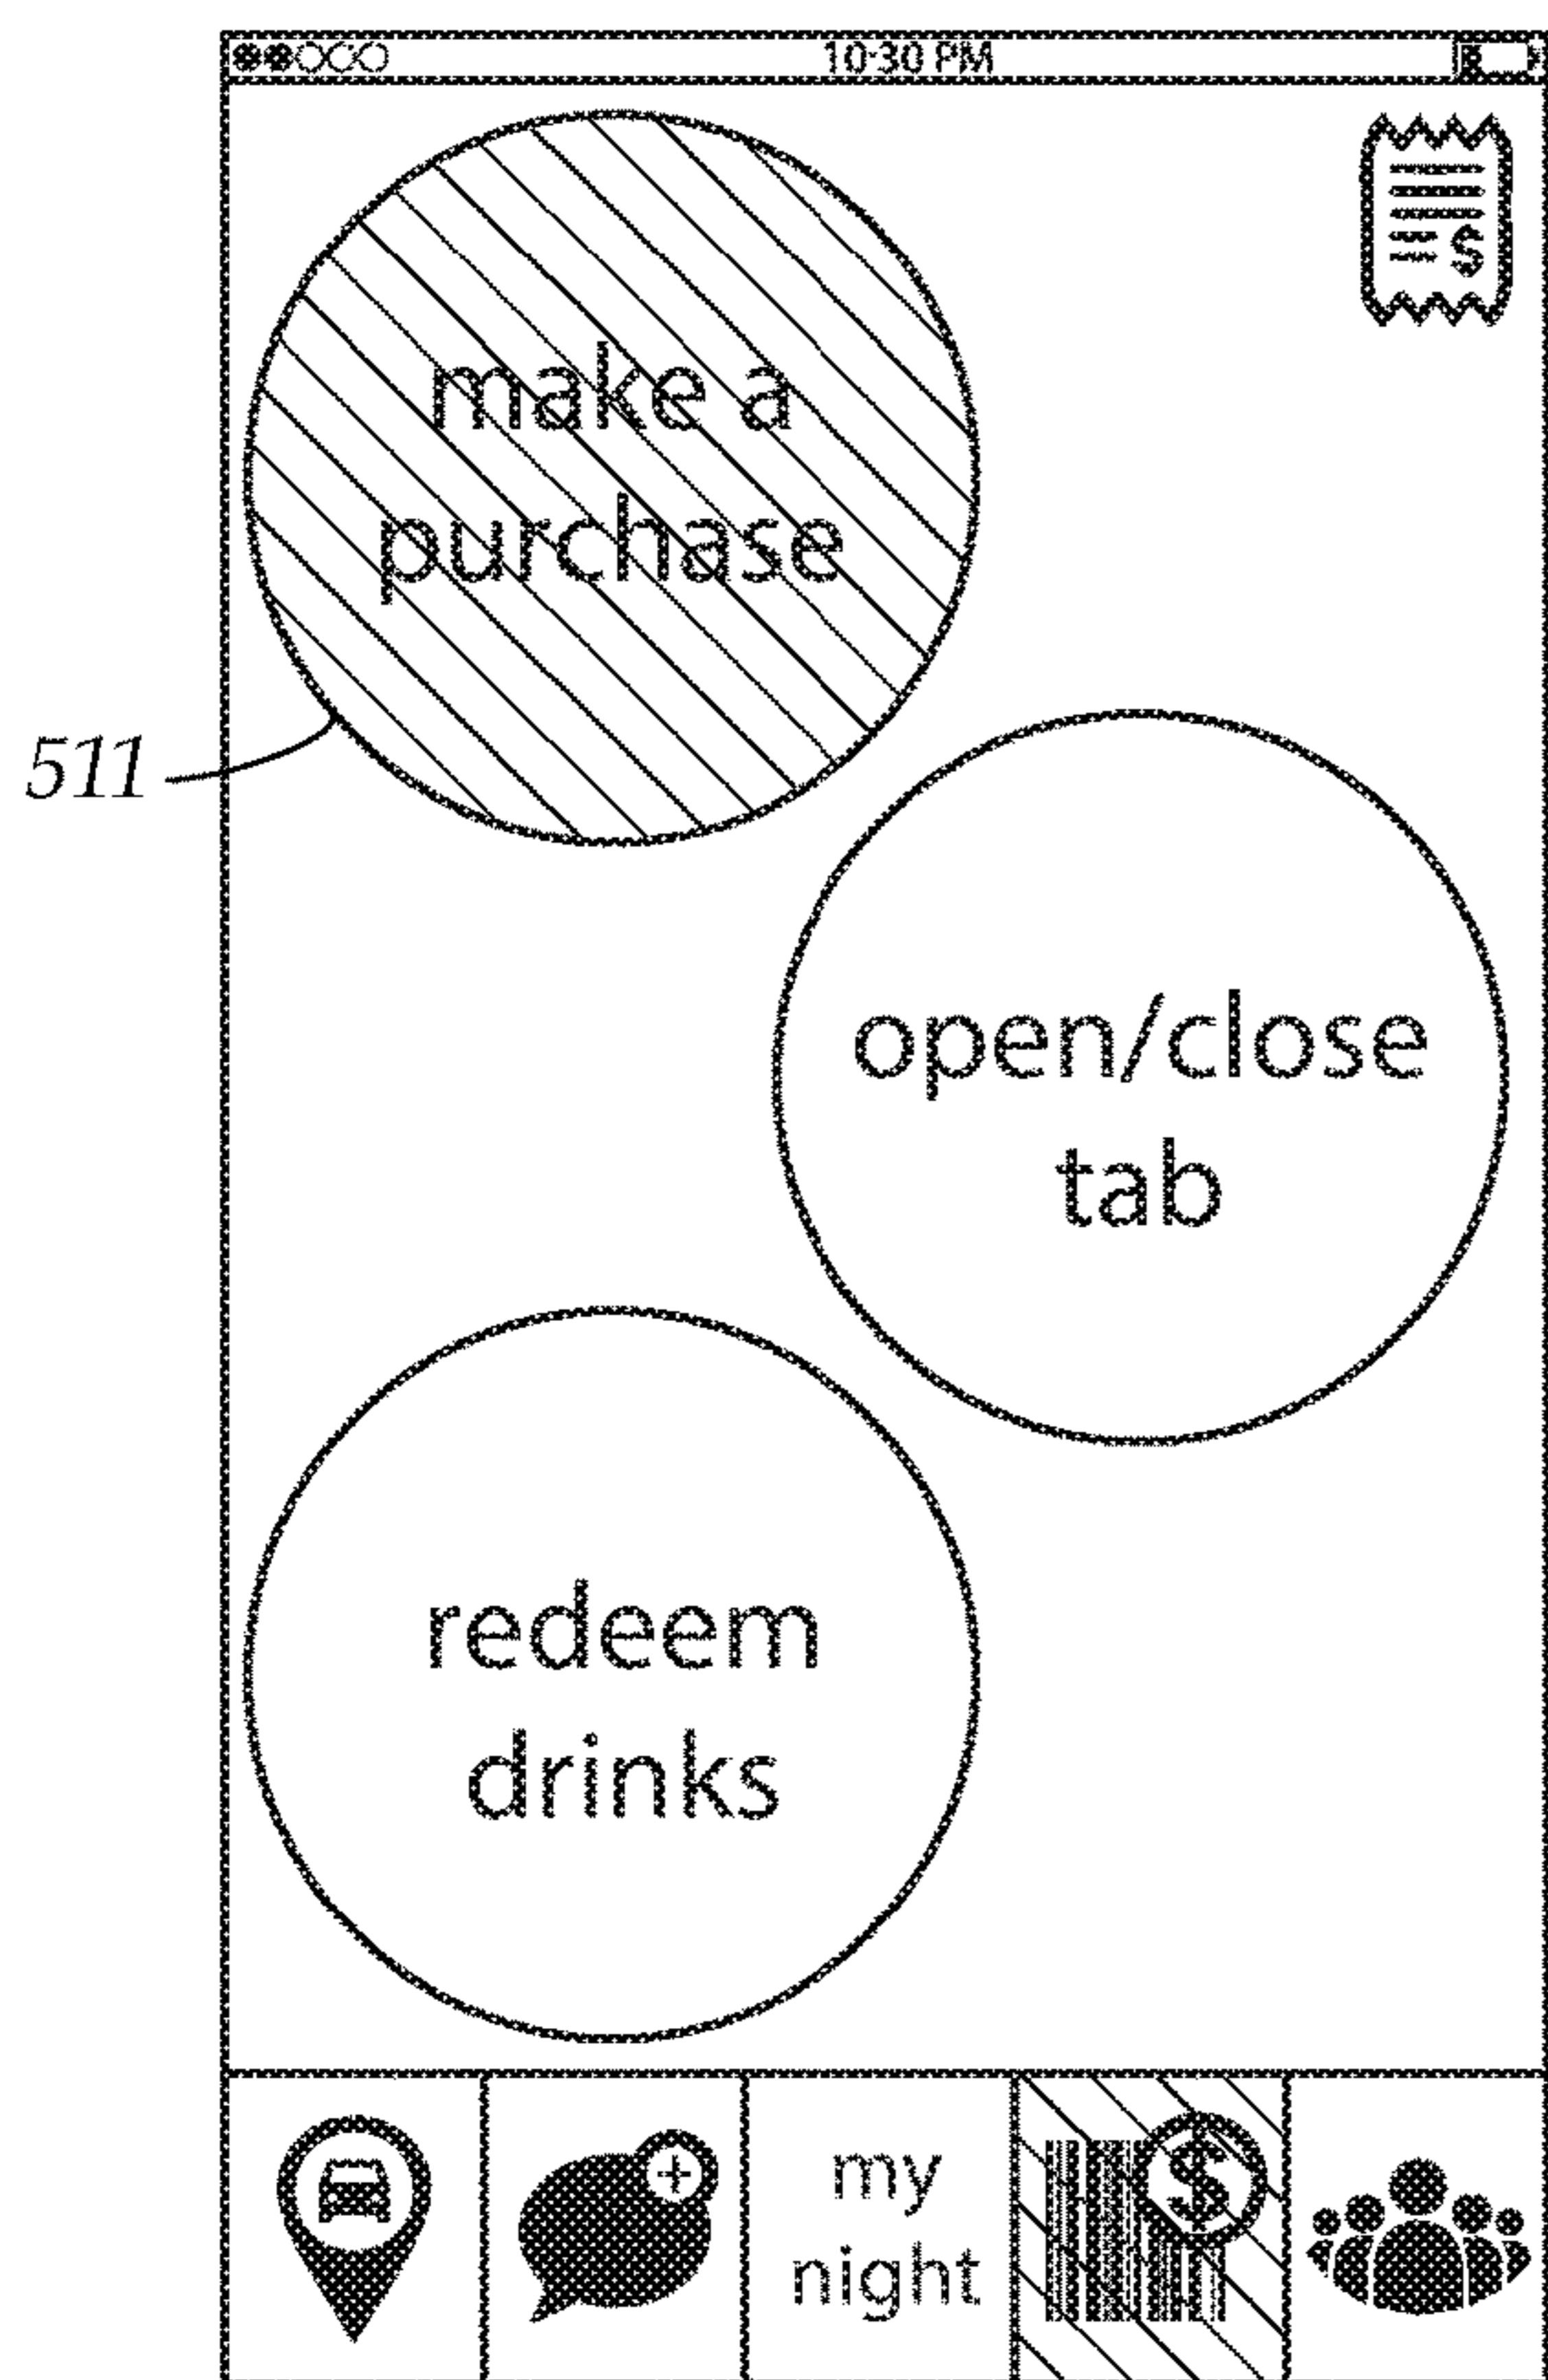 10:30 PM
$
make a
purchase
511
open/close
tab
redeem
drinks
my
night
$